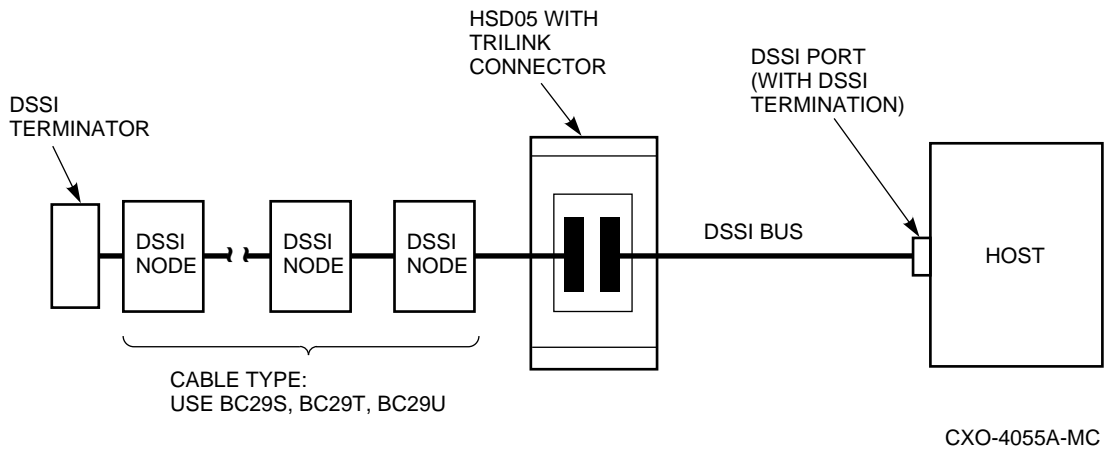 HSD05 WITH
TRILINK
CONNECTOR
DSSI PORT
(WITH DSSI
TERMINATION)
DSSI
TERMINATOR
DSSI
NODE
DSSI
NODE
DSSI
NODE
DSSI BUS
HOST
CABLE TYPE:
USE BC29S, BC29T, BC29U
CXO-4055A-MC